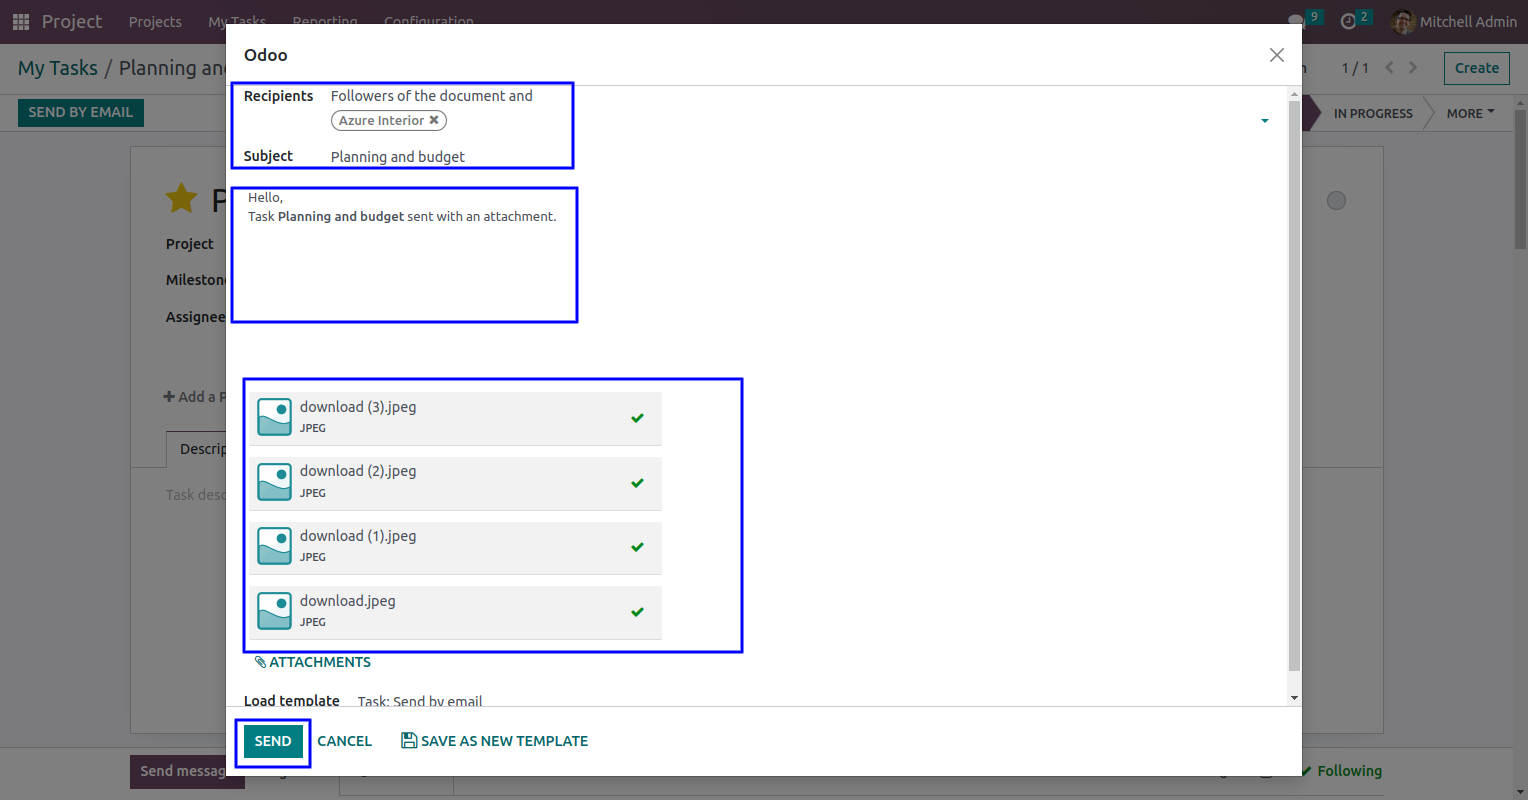 Project Projects My Tasks Reporting Configuration 9 2 Mitchell Admin
My Tasks / Planning an
1 / 1 Create
SEND BY EMAIL
IN PROGRESS MORE
Project
Milestone
Assignee
Add a P
Descrip
Task desc
Odoo
Recipients Followers of the document and
Azure Interior ✖
Subject Planning and budget
Hello,
Task Planning and budget sent with an attachment.
download (3).jpeg
JPEG
download (2).jpeg
JPEG
download (1).jpeg
JPEG
download.jpeg
JPEG
ATTACHMENTS
Load template Task: Send by email
SEND CANCEL SAVE AS NEW TEMPLATE
Send messag
Following